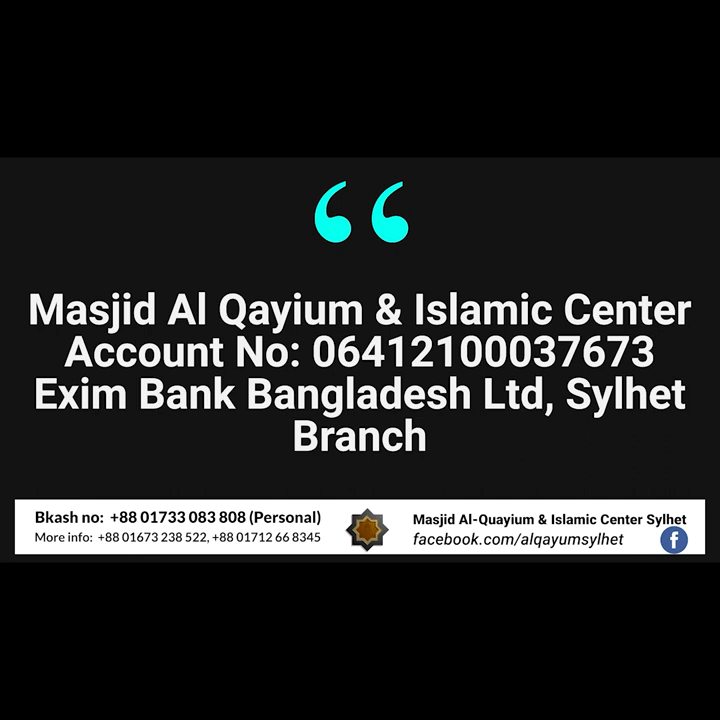 Masjid Al Qayium & Islamic Center
Account No: 06412100037673
Exim Bank Bangladesh Ltd, Sylhet
Branch
Bkash no: +88 01733 083 808 (Personal)
More info: +88 01673 238 522, +88 01712 66 8345
Masjid Al-Quayium & Islamic Center Sylhet
facebook.com/alqayumsylhet